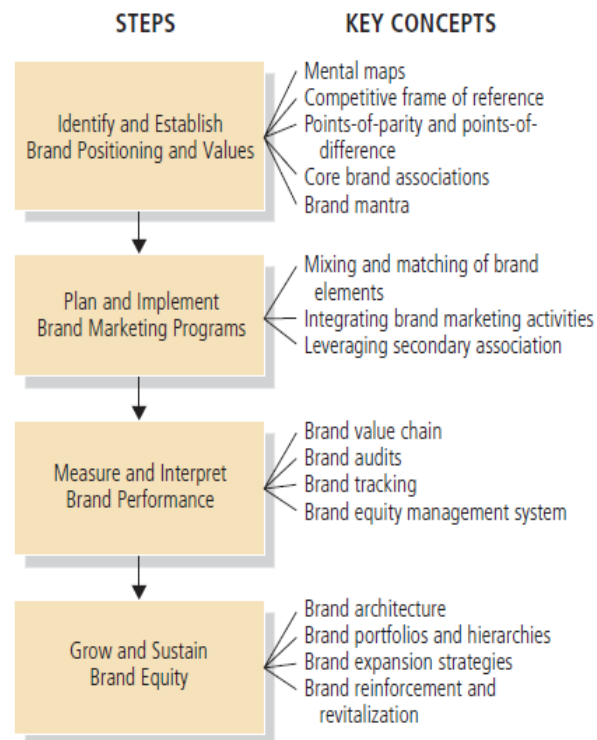 STEPS
KEY CONCEPTS
Identify and Establish
Brand Positioning and Values
Mental maps
Competitive frame of reference
Points-of-parity and points-of-
difference
Core brand associations
Brand mantra
Plan and Implement
Brand Marketing Programs
Mixing and matching of brand
elements
Integrating brand marketing activities
Leveraging secondary association
Measure and Interpret
Brand Performance
Brand value chain
Brand audits
Brand tracking
Brand equity management system
Grow and Sustain
Brand Equity
Brand architecture
Brand portfolios and hierarchies
Brand expansion strategies
Brand reinforcement and
revitalization